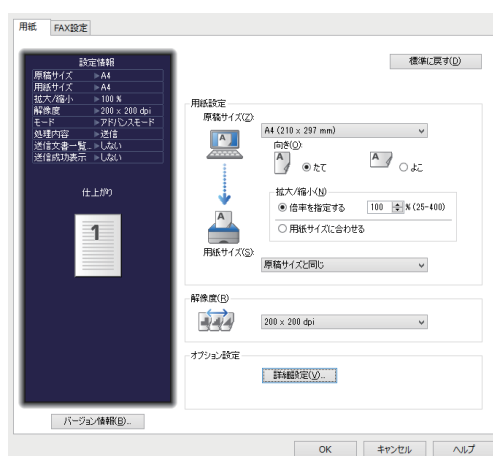 用紙 FAX設定
設定情報
原稿サイズ ▷A4
用紙サイズ ▷A4
拡大/縮小 ▷100 %
解像度 ▷200 x 200 dpi
モード ▷アドバンスモード
処理内容 ▷送信
送信文書一覧... ▷しない
送信成功表示 ▷しない
仕上がり
1
バージョン情報(B)...
標準に戻す(D)
用紙設定
原稿サイズ(Z):
A4 (210 x 297 mm)
向き(O):
A たて A よこ
拡大/縮小(N)
倍率を指定する 100 % (25-400)
用紙サイズに合わせる
用紙サイズ(S):
原稿サイズと同じ
解像度(R)
200 x 200 dpi
オプション設定
詳細設定(V)...
OK キャンセル ヘルプ